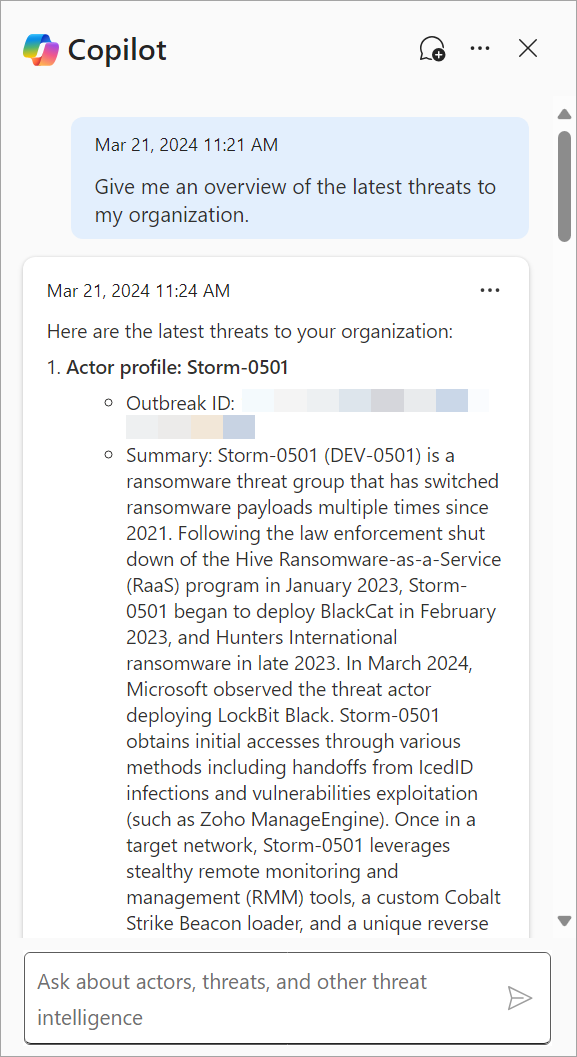 Copilot
Mar 21, 2024 11:21 AM
Give me an overview of the latest threats to
my organization.
Mar 21, 2024 11:24 AM
Here are the latest threats to your organization:
1. Actor profile: Storm-0501
Outbreak ID:
Summary: Storm-0501 (DEV-0501) is a
ransomware threat group that has switched
ransomware payloads multiple times since
2021. Following the law enforcement shut
down of the Hive Ransomware-as-a-Service
(RaaS) program in January 2023, Storm-
0501 began to deploy BlackCat in February
2023, and Hunters International
ransomware in late 2023. In March 2024,
Microsoft observed the threat actor
deploying LockBit Black. Storm-0501
obtains initial accesses through various
methods including handoffs from IcedID
infections and vulnerabilities exploitation
(such as Zoho ManageEngine). Once in a
target network, Storm-0501 leverages
stealthy remote monitoring and
management (RMM) tools, a custom Cobalt
Strike Beacon loader, and a unique reverse
Ask about actors, threats, and other threat
intelligence